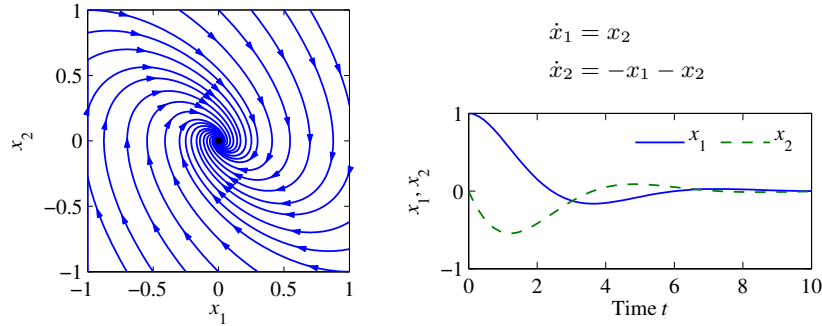 1
0.5
0
-0.5
-1
-1 -0.5 0 0.5 1
x₁
x₂
ẋ₁ = x₂
ẋ₂ = −x₁ − x₂
1
0
-1
0 2 4 6 8 10
x₁, x₂
Time t
x₁ x₂